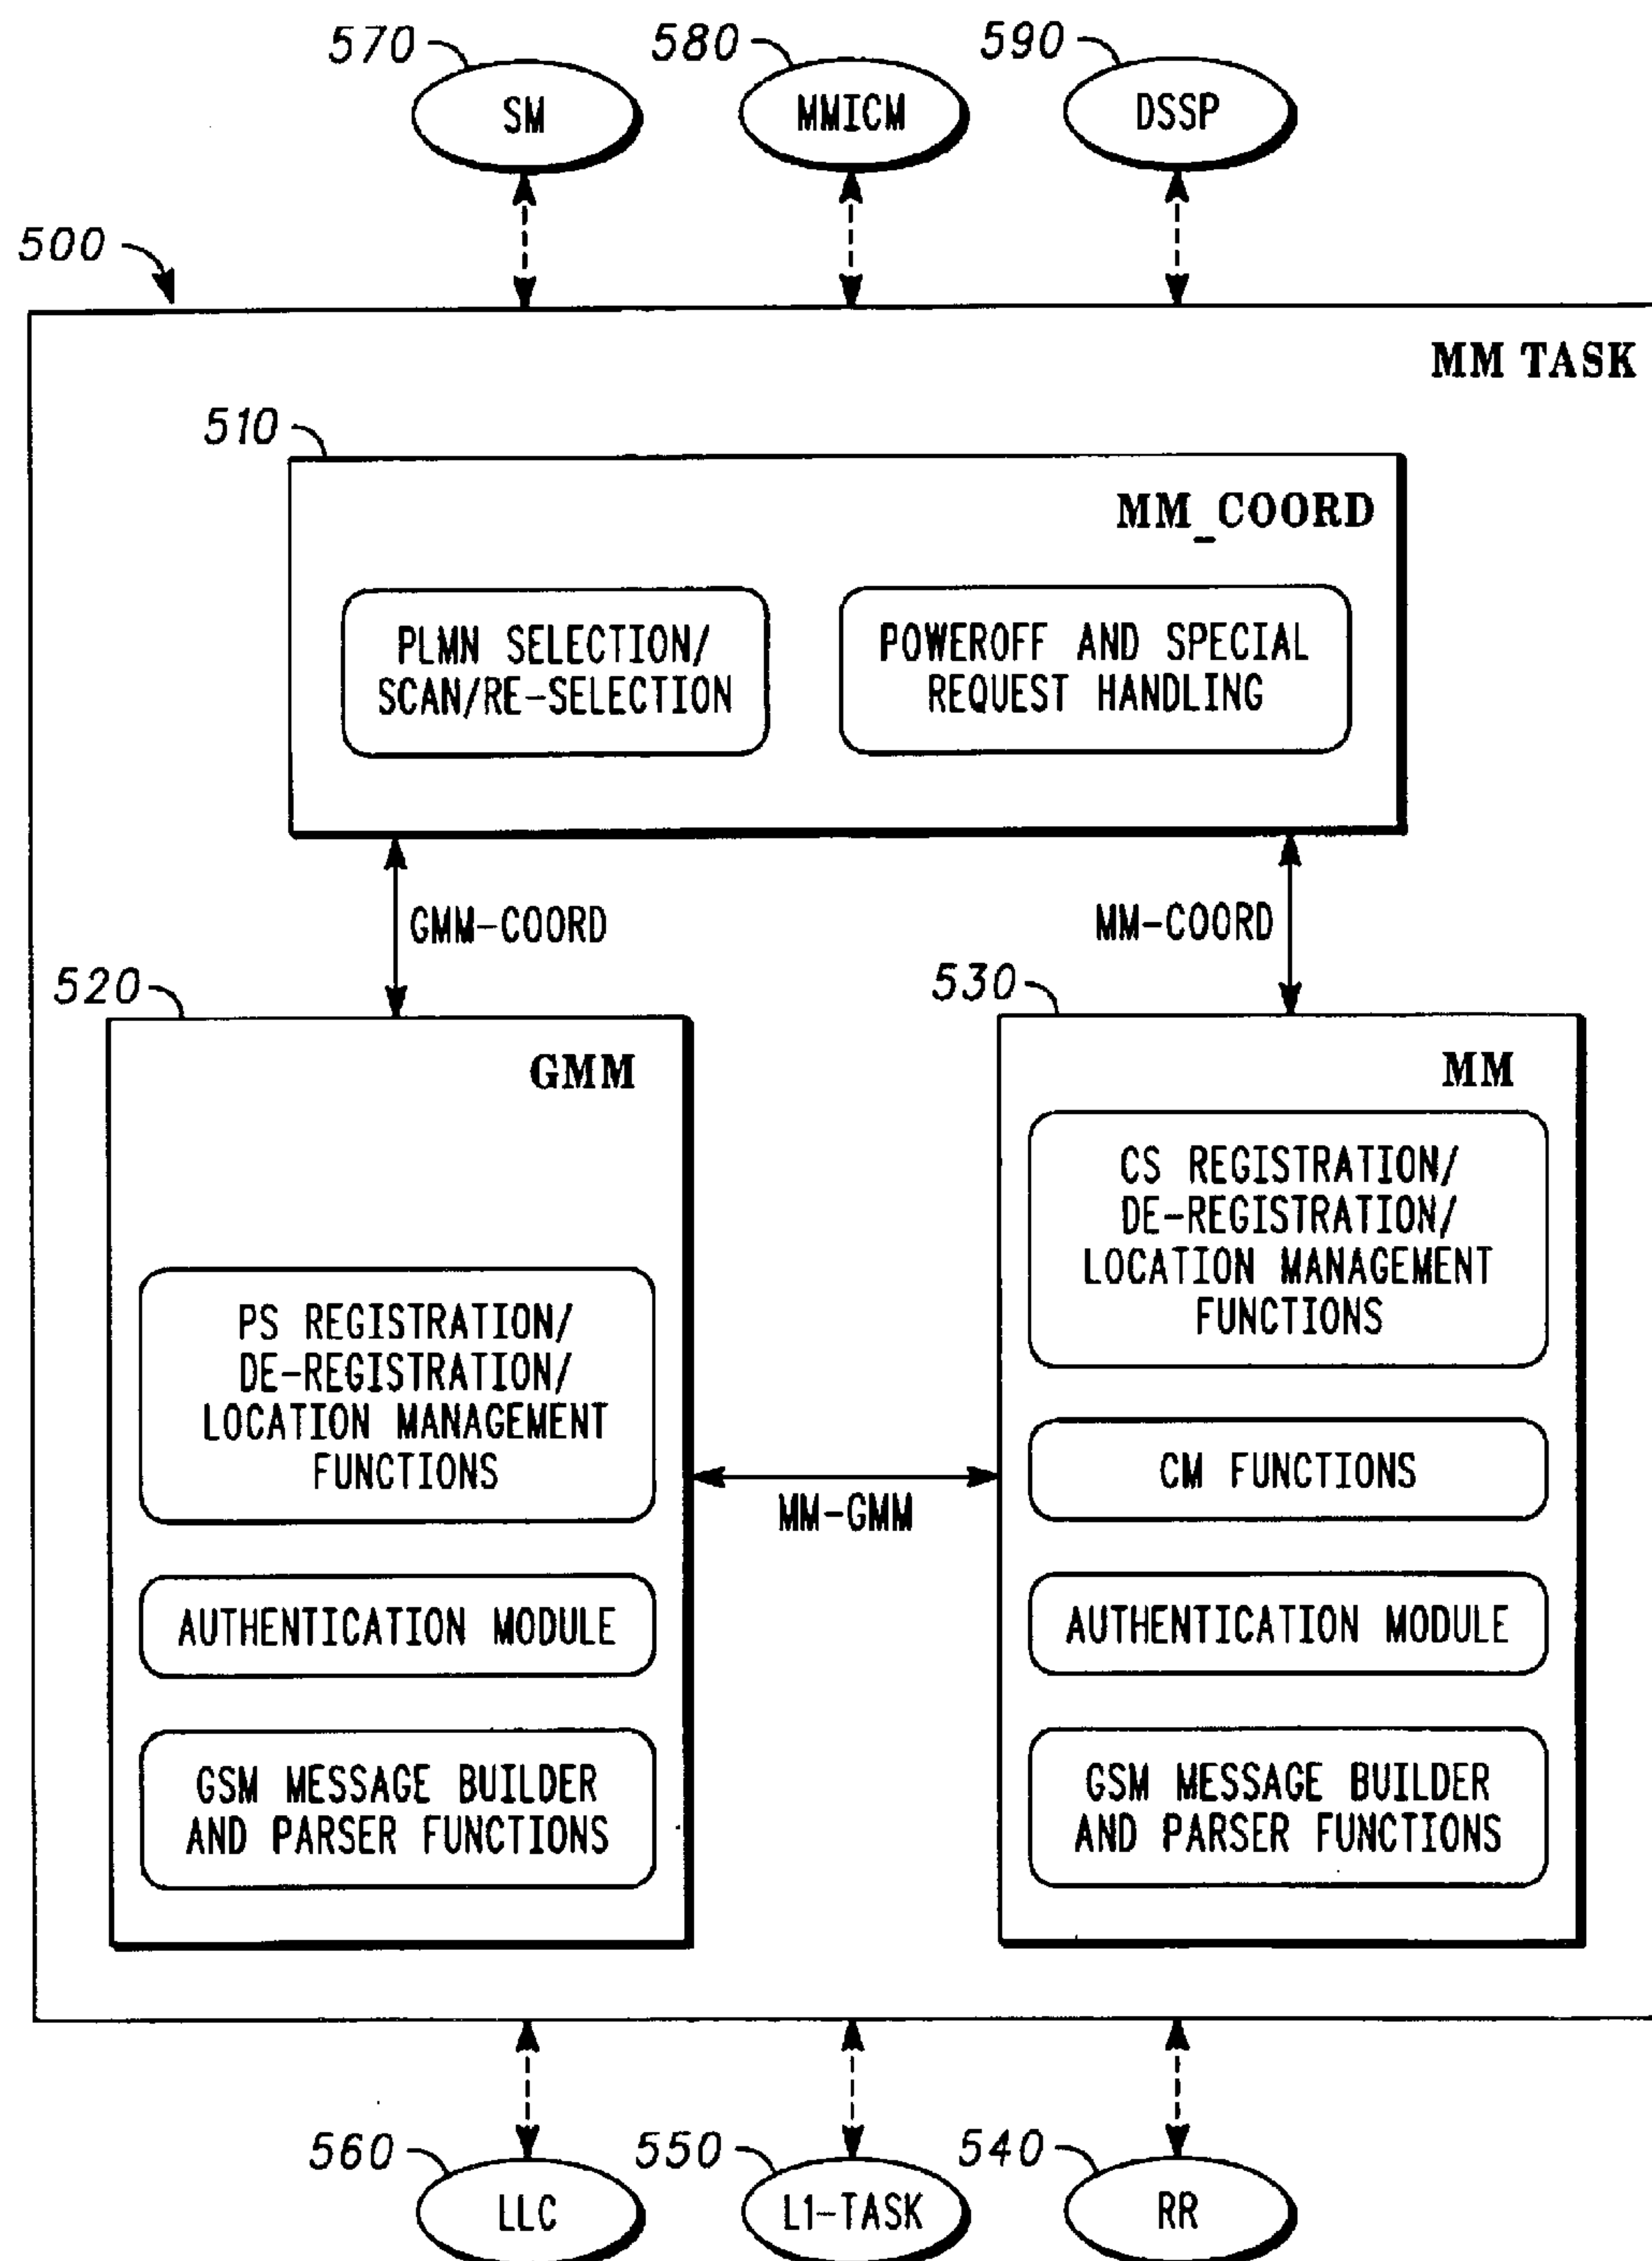 570
SM
580
MMICM
590
DSSP
500
MM TASK
510
MM_COORD
PLMN SELECTION/
SCAN/RE-SELECTION
POWEROFF AND SPECIAL
REQUEST HANDLING
GMM-COORD
MM-COORD
520
GMM
PS REGISTRATION/
DE-REGISTRATION/
LOCATION MANAGEMENT
FUNCTIONS
AUTHENTICATION MODULE
GSM MESSAGE BUILDER
AND PARSER FUNCTIONS
MM-GMM
530
MM
CS REGISTRATION/
DE-REGISTRATION/
LOCATION MANAGEMENT
FUNCTIONS
CM FUNCTIONS
AUTHENTICATION MODULE
GSM MESSAGE BUILDER
AND PARSER FUNCTIONS
560
LLC
550
L1-TASK
540
RR